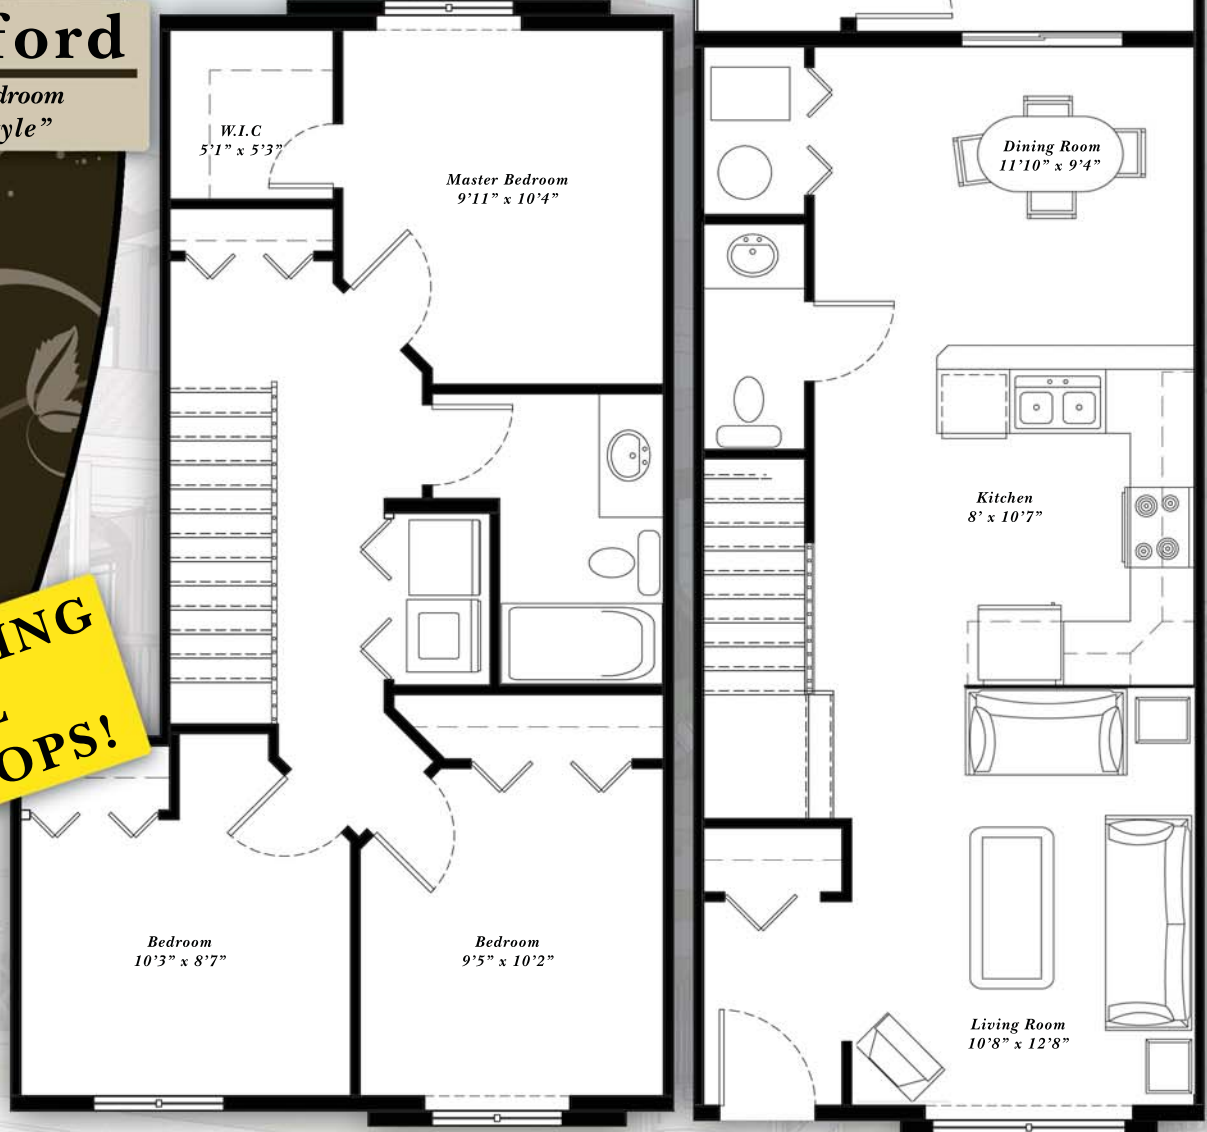 ford
droom
yle”
W.I.C
5’1” x 5’3”
Master Bedroom
9’11” x 10’4”
Dining Room
11’10” x 9’4”
Kitchen
8’ x 10’7”
ING
L
OPS!
Bedroom
10’3” x 8’7”
Bedroom
9’5” x 10’2”
Living Room
10’8” x 12’8”